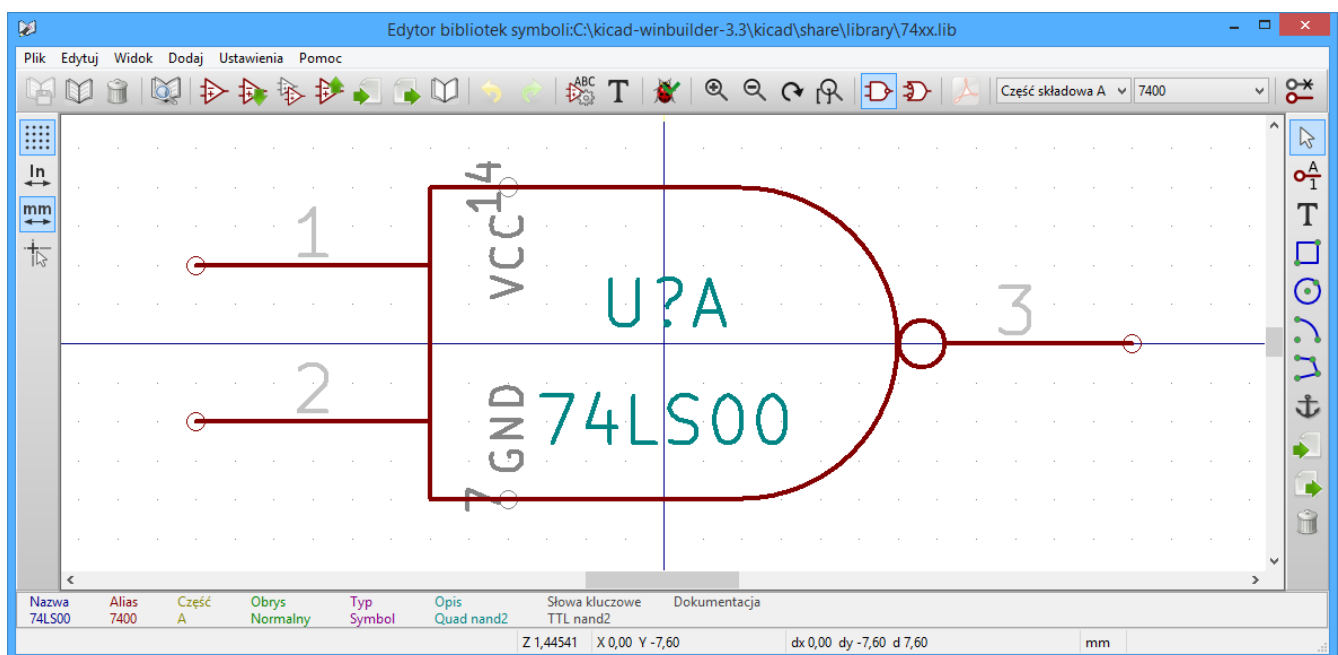 Edytor bibliotek symboli:C:\kicad-winbuilder-3.3\kicad\share\library\74xx.lib
Plik Edytuj Widok Dodaj Ustawienia Pomoc
ABC T Część składowa A 7400
In
mm
A
1
T
14
VCC
1
U?A
3
2
GND
74LS00
7
Nazwa Alias Część Obrys Typ Opis Słowa kluczowe Dokumentacja
74LS00 7400 A Normalny Symbol Quad nand2 TTL nand2
Z 1,44541 X 0,00 Y -7,60 dx 0,00 dy -7,60 d 7,60 mm